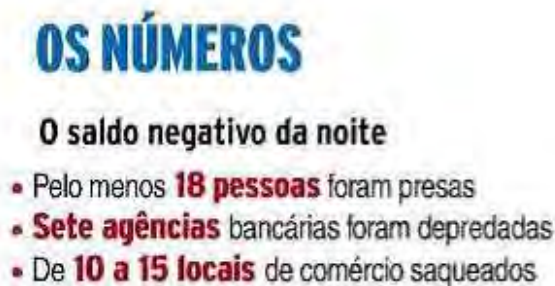 OS NÚMEROS
O saldo negativo da noite
• Pelo menos 18 pessoas foram presas
• Sete agências bancárias foram depredadas
• De 10 a 15 locais de comércio saqueados